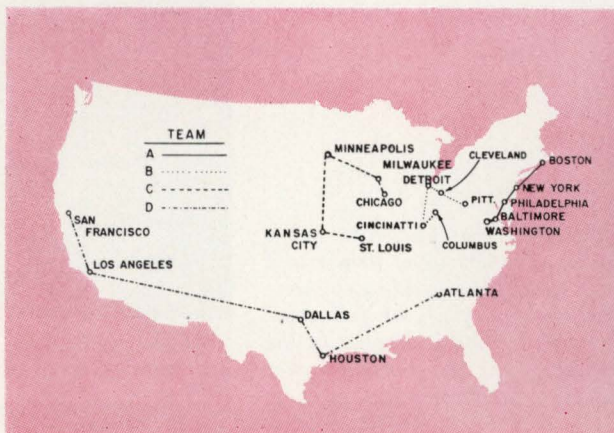 TEAM
A
B
C
D
MINNEAPOLIS
MILWAUKEE
CLEVELAND
BOSTON
DETROIT
CHICAGO
PITT.
NEW YORK
PHILADELPHIA
BALTIMORE
WASHINGTON
SAN
FRANCISCO
KANSAS
CITY
CINCINATTI
ST. LOUIS
COLUMBUS
LOS ANGELES
ATLANTA
DALLAS
HOUSTON